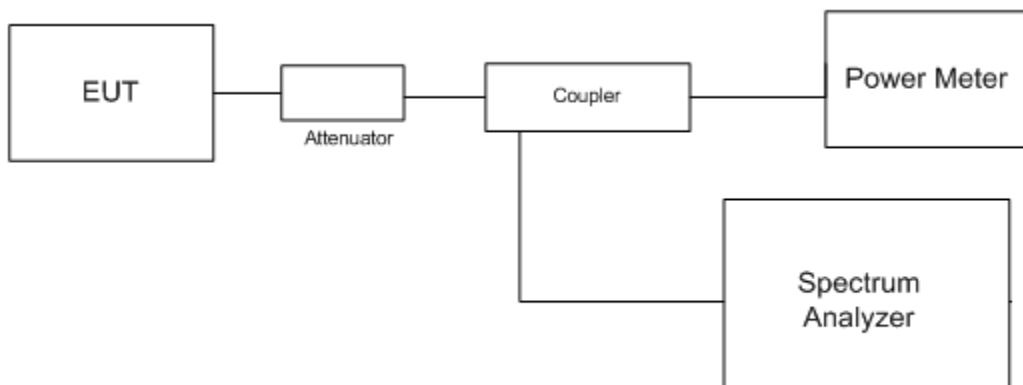 EUT
Attenuator
Coupler
Power Meter
Spectrum
Analyzer